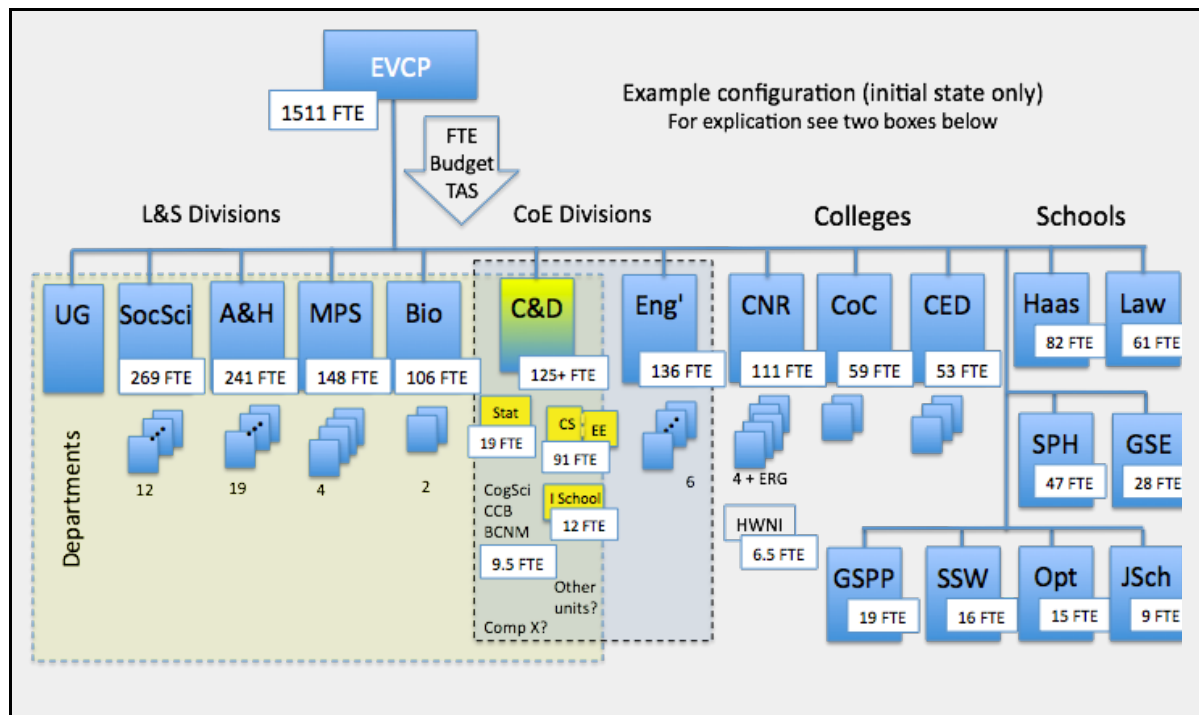 EVCP
1511 FTE
Example configuration (initial state only)
For explication see two boxes below
FTE
Budget
TAS
L&S Divisions
CoE Divisions
Colleges
Schools
UG
SocSci
269 FTE
12
A&H
241 FTE
19
MPS
148 FTE
4
Bio
106 FTE
2
C&D
125+ FTE
Stat
19 FTE
CS
EE
91 FTE
CogSci
CCB
BCNM
9.5 FTE
I School
12 FTE
Other
units?
Comp X?
Eng'
136 FTE
6
CNR
111 FTE
4 + ERG
HWNI
6.5 FTE
CoC
59 FTE
CED
53 FTE
Haas
82 FTE
Law
61 FTE
SPH
47 FTE
GSE
28 FTE
GSPP
19 FTE
SSW
16 FTE
Opt
15 FTE
JSch
9 FTE
Departments